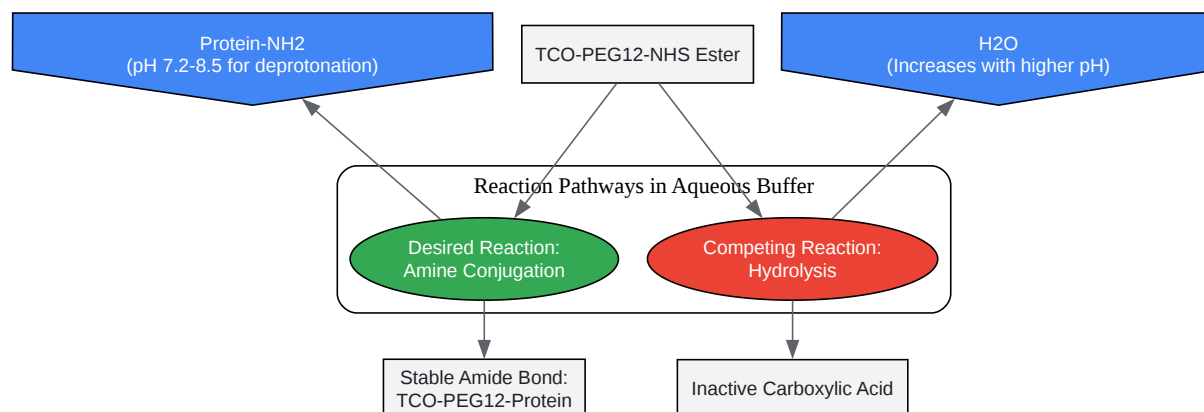 Protein-NH2
(pH 7.2-8.5 for deprotonation)
TCO-PEG12-NHS Ester
H2O
(Increases with higher pH)
Reaction Pathways in Aqueous Buffer
Desired Reaction:
Amine Conjugation
Competing Reaction:
Hydrolysis
Stable Amide Bond:
TCO-PEG12-Protein
Inactive Carboxylic Acid